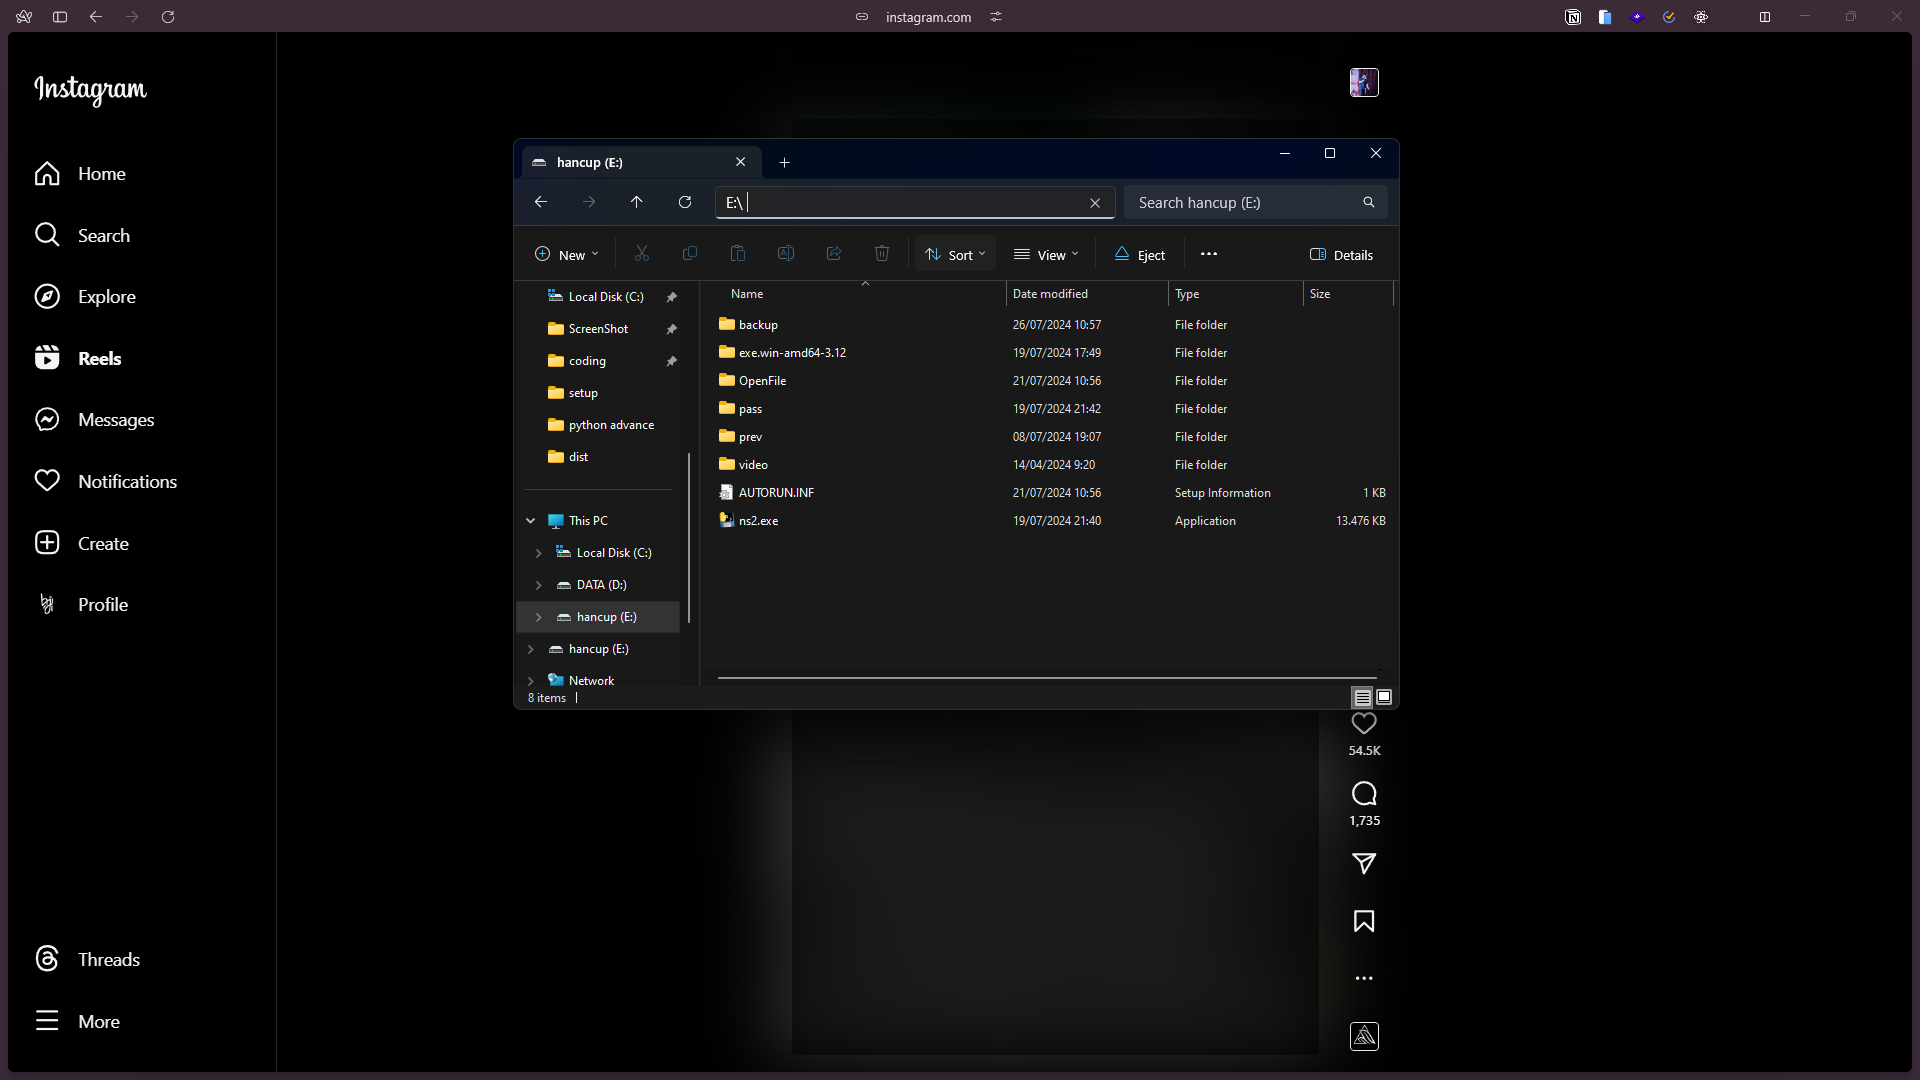 instagram.com
Instagram
Home
Search
Explore
Reels
Messages
Notifications
Create
Profile
Threads
More
hancup (E:)
E:\
Search hancup (E:)
New
Sort
View
Eject
Details
Local Disk (C:)
ScreenShot
coding
setup
python advance
dist
This PC
Local Disk (C:)
DATA (D:)
hancup (E:)
hancup (E:)
Network
Name Date modified Type Size
backup 26/07/2024 10:57 File folder
exe.win-amd64-3.12 19/07/2024 17:49 File folder
OpenFile 21/07/2024 10:56 File folder
pass 19/07/2024 21:42 File folder
prev 08/07/2024 19:07 File folder
video 14/04/2024 9:20 File folder
AUTORUN.INF 21/07/2024 10:56 Setup Information 1 KB
ns2.exe 19/07/2024 21:40 Application 13.476 KB
8 items
54.5K
1,735